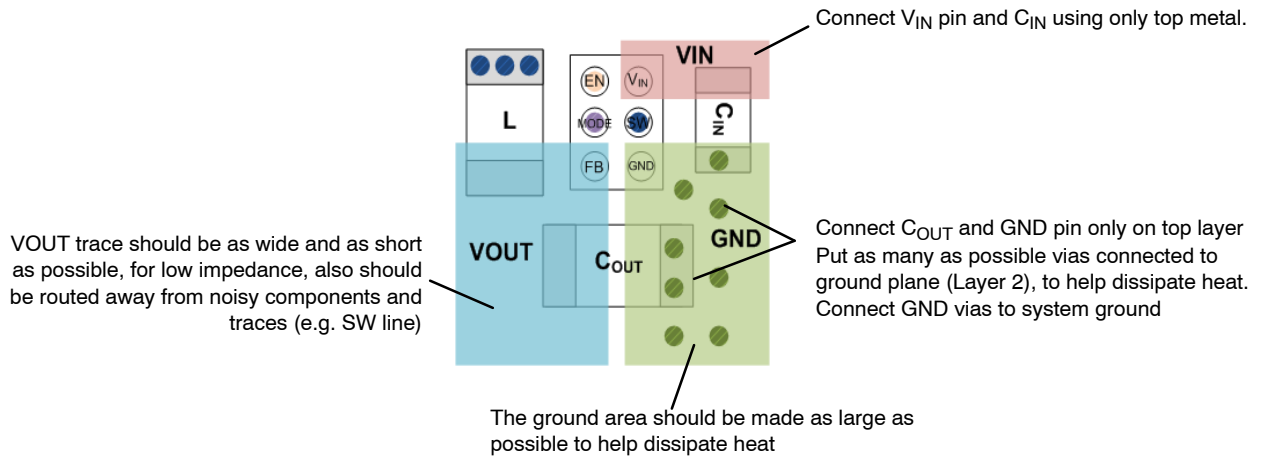 Connect VIN pin and CIN using only top metal.
VIN
EN
VIN
L
MODE
SW
CIN
FB
GND
VOUT trace should be as wide and as short
as possible, for low impedance, also should
be routed away from noisy components and
traces (e.g. SW line)
VOUT
COUT
GND
Connect COUT and GND pin only on top layer
Put as many as possible vias connected to
ground plane (Layer 2), to help dissipate heat.
Connect GND vias to system ground
The ground area should be made as large as
possible to help dissipate heat